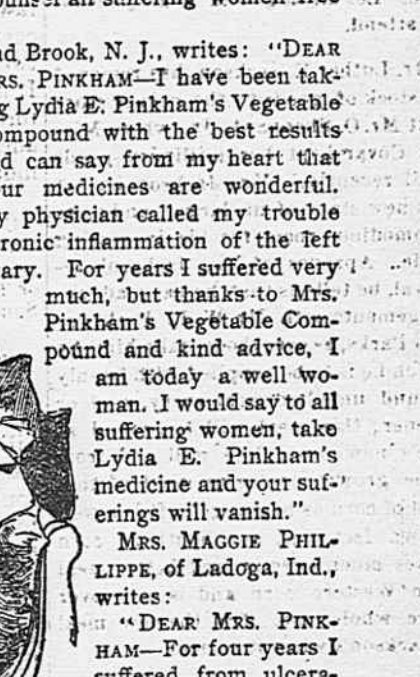 nd Brook, N. J., writes: "DEAR
RS. PINKHAM—I have been tak-
g Lydia E. Pinkham's Vegetable
ompound with the best results
d can say from my heart that
ur medicines are wonderful.
y physician called my trouble
ronic inflammation of the left
ary. For years I suffered very
much, but thanks to Mrs.
Pinkham's Vegetable Com-
pound and kind advice, I
am today a well wo-
man. I would say to all
suffering women, take
Lydia E. Pinkham's
medicine and your suf-
erings will vanish."
MRS. MAGGIE PHIL-
LIPPE, of Ladoga, Ind.,
writes:
"DEAR MRS. PINK-
HAM—For four years I
suffered from ulcera-